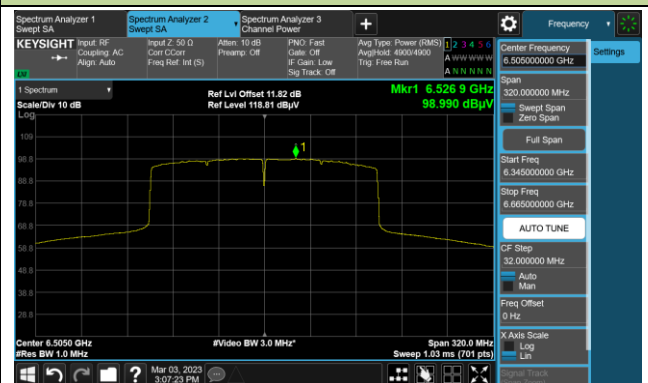 Spectrum Analyzer 1
Swept SA
Spectrum Analyzer 2
Swept SA
Spectrum Analyzer 3
Channel Power
Frequency
KEYSIGHT
Input: RF
Coupling: AC
Align: Auto
Input Z: 50 Ω
Corr CCorr
Freq Ref: Int (S)
Atten: 10 dB
Preamp: Off
PNO: Fast
Gate: Off
IF Gain: Low
Sig Track: Off
Avg Type: Power (RMS)
Avg|Hold: 4900/4900
Trig: Free Run
1 2 3 4 5 6
A W W W W W
A N N N N N
1 Spectrum
Scale/Div 10 dB
Log
Ref Lvl Offset 11.82 dB
Ref Level 118.81 dBµV
Mkr1 6.526 9 GHz
98.990 dBµV
1
109
98.8
88.8
78.8
68.8
58.8
48.8
38.8
28.8
Center 6.5050 GHz
#Res BW 1.0 MHz
#Video BW 3.0 MHz*
Span 320.0 MHz
Sweep 1.03 ms (701 pts)
Center Frequency
6.505000000 GHz
Settings
Span
320.000000 MHz
Swept Span
Zero Span
Full Span
Start Freq
6.345000000 GHz
Stop Freq
6.665000000 GHz
AUTO TUNE
CF Step
32.000000 MHz
Auto
Man
Freq Offset
0 Hz
X Axis Scale
Log
Lin
Signal Track
Mar 03, 2023
3:07:23 PM